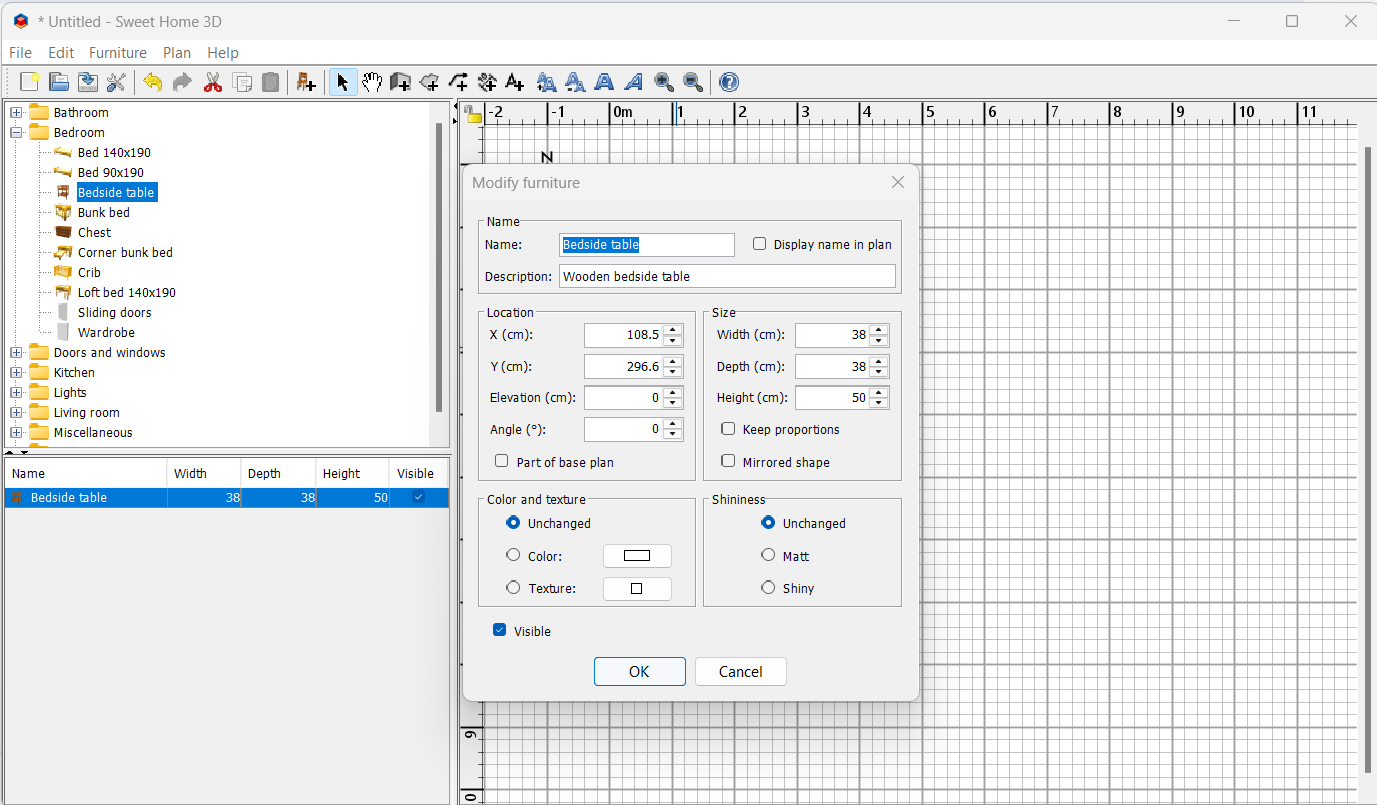 * Untitled - Sweet Home 3D
File Edit Furniture Plan Help
Bathroom
Bedroom
Bed 140x190
Bed 90x190
Bedside table
Bunk bed
Chest
Corner bunk bed
Crib
Loft bed 140x190
Sliding doors
Wardrobe
Doors and windows
Kitchen
Lights
Living room
Miscellaneous
Name Width Depth Height Visible
Bedside table 38 38 50
-2 -1 0m 1 2 3 4 5 6 7 8 9 10 11
N
Modify furniture
Name
Name: Bedside table Display name in plan
Description: Wooden bedside table
Location
X (cm): 108.5
Y (cm): 296.6
Elevation (cm): 0
Angle (°): 0
Part of base plan
Size
Width (cm): 38
Depth (cm): 38
Height (cm): 50
Keep proportions
Mirrored shape
Color and texture
Unchanged
Color:
Texture:
Shininess
Unchanged
Matt
Shiny
Visible
OK Cancel
9
0